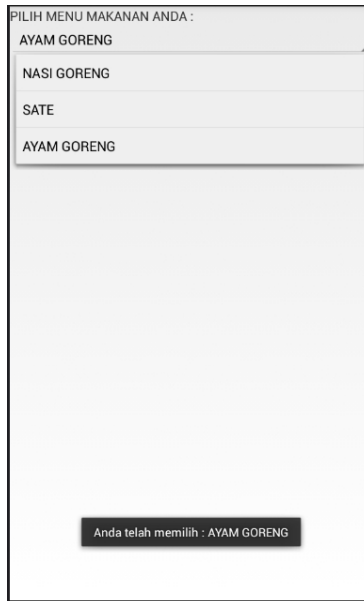 PILIH MENU MAKANAN ANDA :
AYAM GORENG
NASI GORENG
SATE
AYAM GORENG
Anda telah memilih : AYAM GORENG